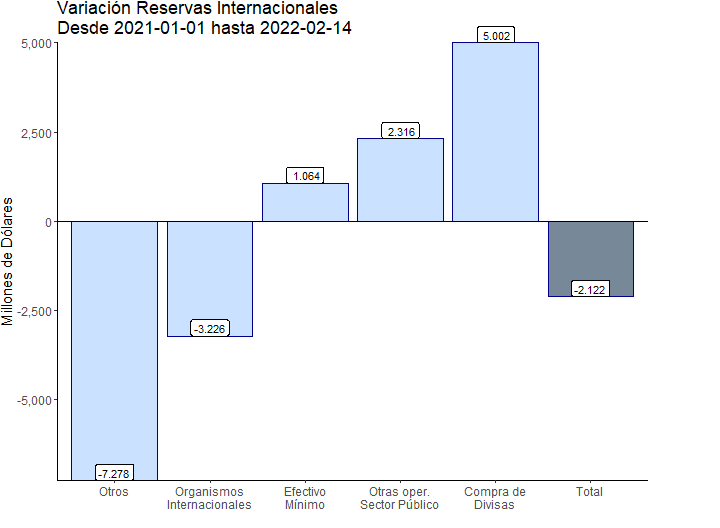 Variación Reservas Internacionales
Desde 2021-01-01 hasta 2022-02-14
Millones de Dólares
5,000
2,500
0
-2,500
-5,000
-7.278
-3.226
1.064
2.316
5.002
-2.122
Otros
Organismos
Internacionales
Efectivo
Mínimo
Otras oper.
Sector Público
Compra de
Divisas
Total